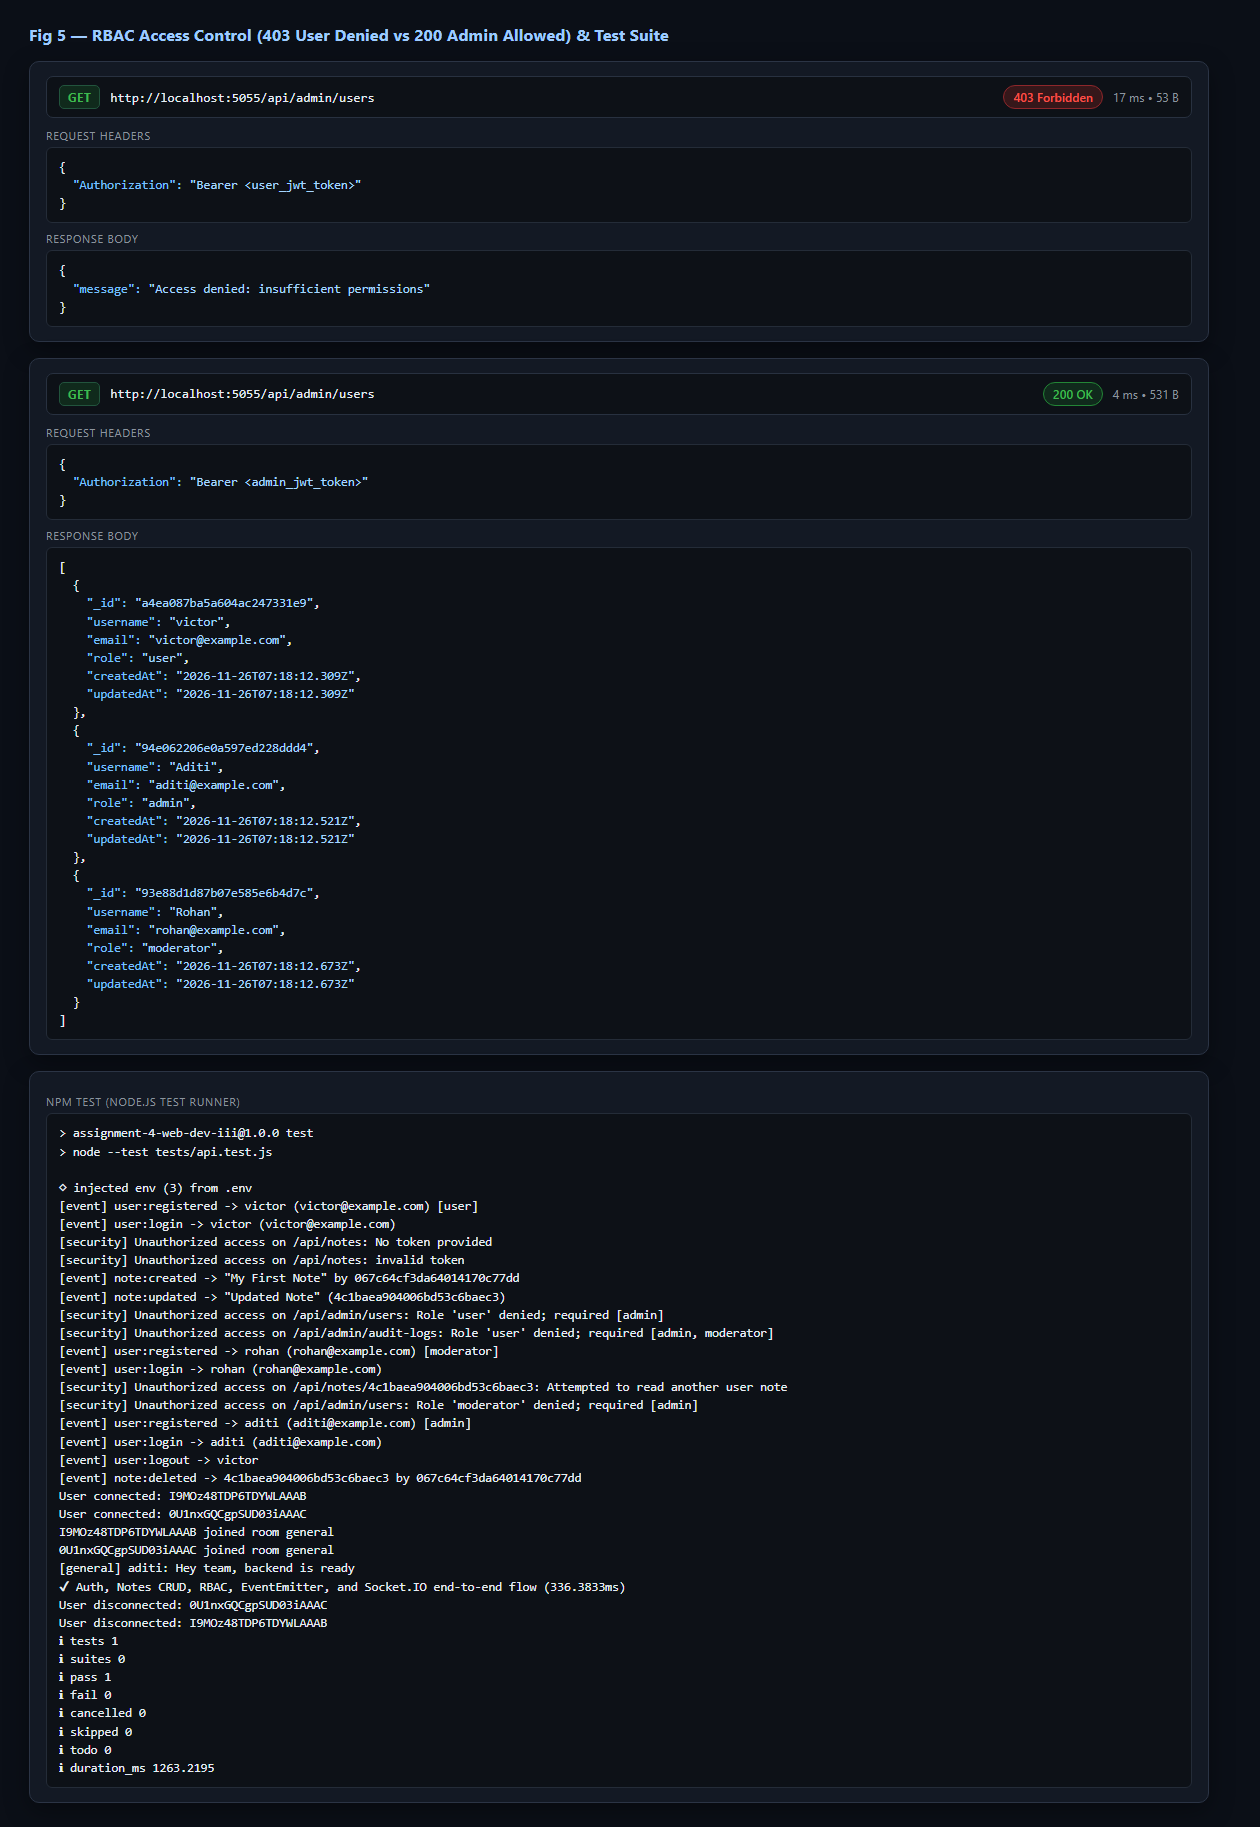 Fig 5 — RBAC Access Control (403 User Denied vs 200 Admin Allowed) & Test Suite
GET http://localhost:5055/api/admin/users 403 Forbidden 17 ms • 53 B
REQUEST HEADERS
{
  "Authorization": "Bearer <user_jwt_token>"
}
RESPONSE BODY
{
  "message": "Access denied: insufficient permissions"
}
GET http://localhost:5055/api/admin/users 200 OK 4 ms • 531 B
REQUEST HEADERS
{
  "Authorization": "Bearer <admin_jwt_token>"
}
RESPONSE BODY
[
  {
    "_id": "a4ea087ba5a604ac247331e9",
    "username": "victor",
    "email": "victor@example.com",
    "role": "user",
    "createdAt": "2026-11-26T07:18:12.309Z",
    "updatedAt": "2026-11-26T07:18:12.309Z"
  },
  {
    "_id": "94e062206e0a597ed228ddd4",
    "username": "Aditi",
    "email": "aditi@example.com",
    "role": "admin",
    "createdAt": "2026-11-26T07:18:12.521Z",
    "updatedAt": "2026-11-26T07:18:12.521Z"
  },
  {
    "_id": "93e88d1d87b07e585e6b4d7c",
    "username": "Rohan",
    "email": "rohan@example.com",
    "role": "moderator",
    "createdAt": "2026-11-26T07:18:12.673Z",
    "updatedAt": "2026-11-26T07:18:12.673Z"
  }
]
NPM TEST (NODE.JS TEST RUNNER)
> assignment-4-web-dev-iii@1.0.0 test
> node --test tests/api.test.js
◇ injected env (3) from .env
[event] user:registered -> victor (victor@example.com) [user]
[event] user:login -> victor (victor@example.com)
[security] Unauthorized access on /api/notes: No token provided
[security] Unauthorized access on /api/notes: invalid token
[event] note:created -> "My First Note" by 067c64cf3da64014170c77dd
[event] note:updated -> "Updated Note" (4c1baea904006bd53c6baec3)
[security] Unauthorized access on /api/admin/users: Role 'user' denied; required [admin]
[security] Unauthorized access on /api/admin/audit-logs: Role 'user' denied; required [admin, moderator]
[event] user:registered -> rohan (rohan@example.com) [moderator]
[event] user:login -> rohan (rohan@example.com)
[security] Unauthorized access on /api/notes/4c1baea904006bd53c6baec3: Attempted to read another user note
[security] Unauthorized access on /api/admin/users: Role 'moderator' denied; required [admin]
[event] user:registered -> aditi (aditi@example.com) [admin]
[event] user:login -> aditi (aditi@example.com)
[event] user:logout -> victor
[event] note:deleted -> 4c1baea904006bd53c6baec3 by 067c64cf3da64014170c77dd
User connected: I9MOz48TDP6TDYWLAAAB
User connected: 0U1nxGQCgpSUD03iAAAC
I9MOz48TDP6TDYWLAAAB joined room general
0U1nxGQCgpSUD03iAAAC joined room general
[general] aditi: Hey team, backend is ready
✔ Auth, Notes CRUD, RBAC, EventEmitter, and Socket.IO end-to-end flow (336.3833ms)
User disconnected: 0U1nxGQCgpSUD03iAAAC
User disconnected: I9MOz48TDP6TDYWLAAAB
ℹ tests 1
ℹ suites 0
ℹ pass 1
ℹ fail 0
ℹ cancelled 0
ℹ skipped 0
ℹ todo 0
ℹ duration_ms 1263.2195